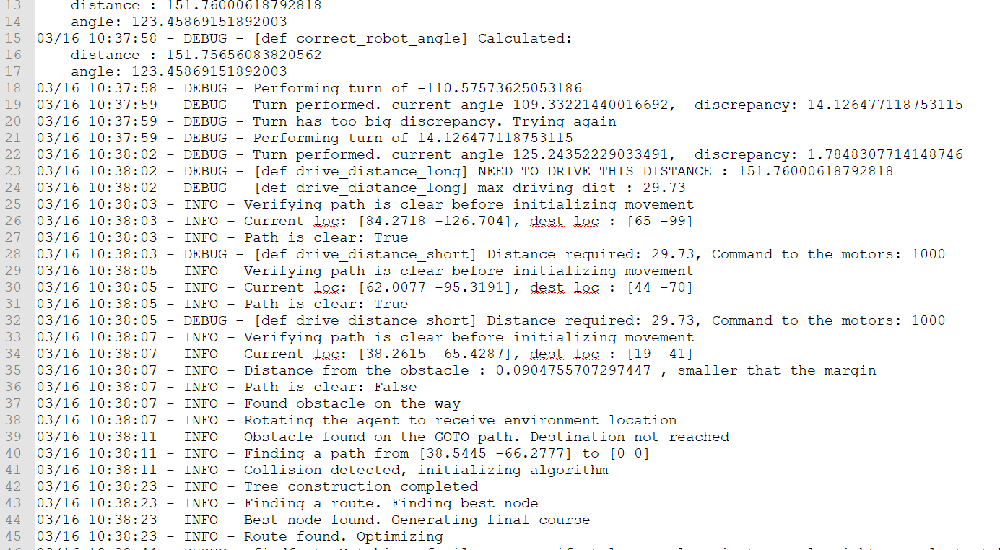 13 distance : 151.76000618792818
14 angle: 123.45869151892003
15 03/16 10:37:58 - DEBUG - [def correct_robot_angle] Calculated:
16 distance : 151.75656083820562
17 angle: 123.45869151892003
18 03/16 10:37:58 - DEBUG - Performing turn of -110.57573625053186
19 03/16 10:37:59 - DEBUG - Turn performed. current angle 109.33221440016692, discrepancy: 14.126477118753115
20 03/16 10:37:59 - DEBUG - Turn has too big discrepancy. Trying again
21 03/16 10:37:59 - DEBUG - Performing turn of 14.126477118753115
22 03/16 10:38:02 - DEBUG - Turn performed. current angle 125.24352229033491, discrepancy: 1.7848307714148746
23 03/16 10:38:02 - DEBUG - [def drive_distance_long] NEED TO DRIVE THIS DISTANCE : 151.76000618792818
24 03/16 10:38:02 - DEBUG - [def drive_distance_long] max driving dist : 29.73
25 03/16 10:38:03 - INFO - Verifying path is clear before initializing movement
26 03/16 10:38:03 - INFO - Current loc: [84.2718 -126.704], dest loc : [65 -99]
27 03/16 10:38:03 - INFO - Path is clear: True
28 03/16 10:38:03 - DEBUG - [def drive_distance_short] Distance required: 29.73, Command to the motors: 1000
29 03/16 10:38:05 - INFO - Verifying path is clear before initializing movement
30 03/16 10:38:05 - INFO - Current loc: [62.0077 -95.3191], dest loc : [44 -70]
31 03/16 10:38:05 - INFO - Path is clear: True
32 03/16 10:38:05 - DEBUG - [def drive_distance_short] Distance required: 29.73, Command to the motors: 1000
33 03/16 10:38:07 - INFO - Verifying path is clear before initializing movement
34 03/16 10:38:07 - INFO - Current loc: [38.2615 -65.4287], dest loc : [19 -41]
35 03/16 10:38:07 - INFO - Distance from the obstacle : 0.0904755707297447 , smaller that the margin
36 03/16 10:38:07 - INFO - Path is clear: False
37 03/16 10:38:07 - INFO - Found obstacle on the way
38 03/16 10:38:07 - INFO - Rotating the agent to receive environment location
39 03/16 10:38:11 - INFO - Obstacle found on the GOTO path. Destination not reached
40 03/16 10:38:11 - INFO - Finding a path from [38.5445 -66.2777] to [0 0]
41 03/16 10:38:11 - INFO - Collision detected, initializing algorithm
42 03/16 10:38:23 - INFO - Tree construction completed
43 03/16 10:38:23 - INFO - Finding a route. Finding best node
44 03/16 10:38:23 - INFO - Best node found. Generating final course
45 03/16 10:38:23 - INFO - Route found. Optimizing